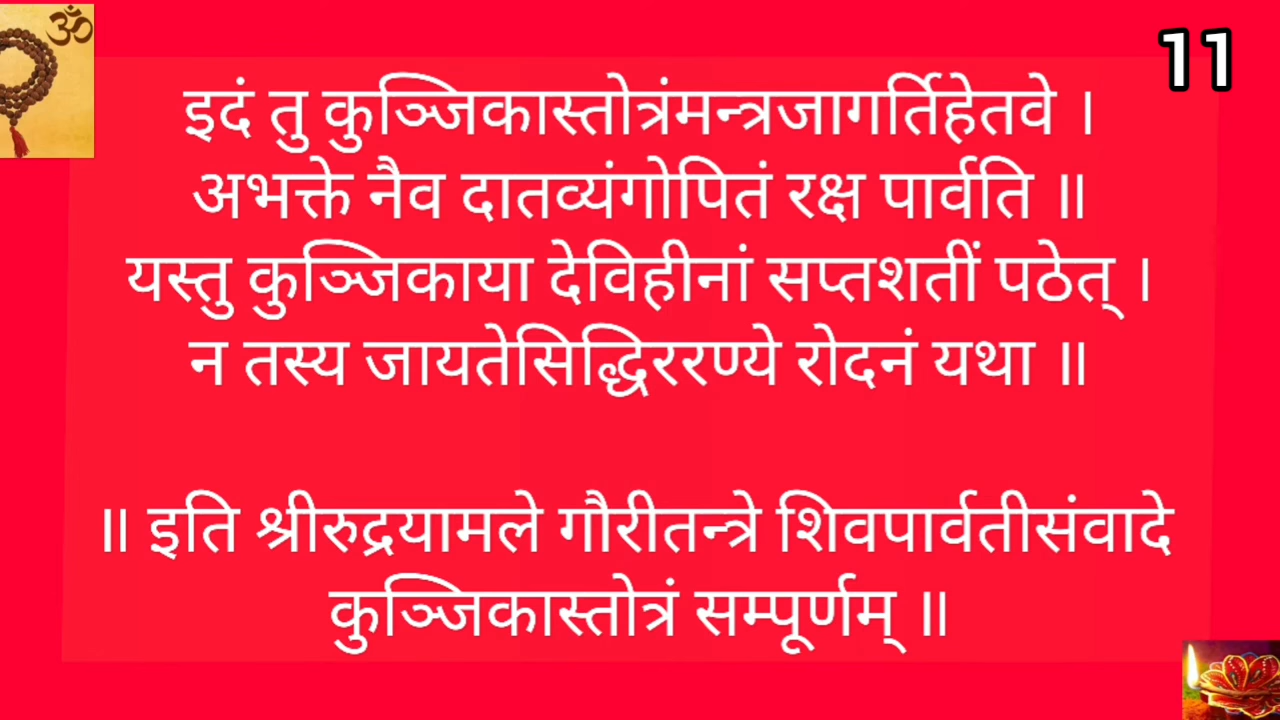 ॐ
11
इदं तु कुञ्जिकास्तोत्रंमन्त्रजागर्तिहेतवे ।
अभक्ते नैव दातव्यंगोपितं रक्ष पार्वति ॥
यस्तु कुञ्जिकाया देविहीनां सप्तशतीं पठेत् ।
न तस्य जायतेसिद्धिररण्ये रोदनं यथा ॥
॥ इति श्रीरुद्रयामले गौरीतन्त्रे शिवपार्वतीसंवादे
कुञ्जिकास्तोत्रं सम्पूर्णम् ॥